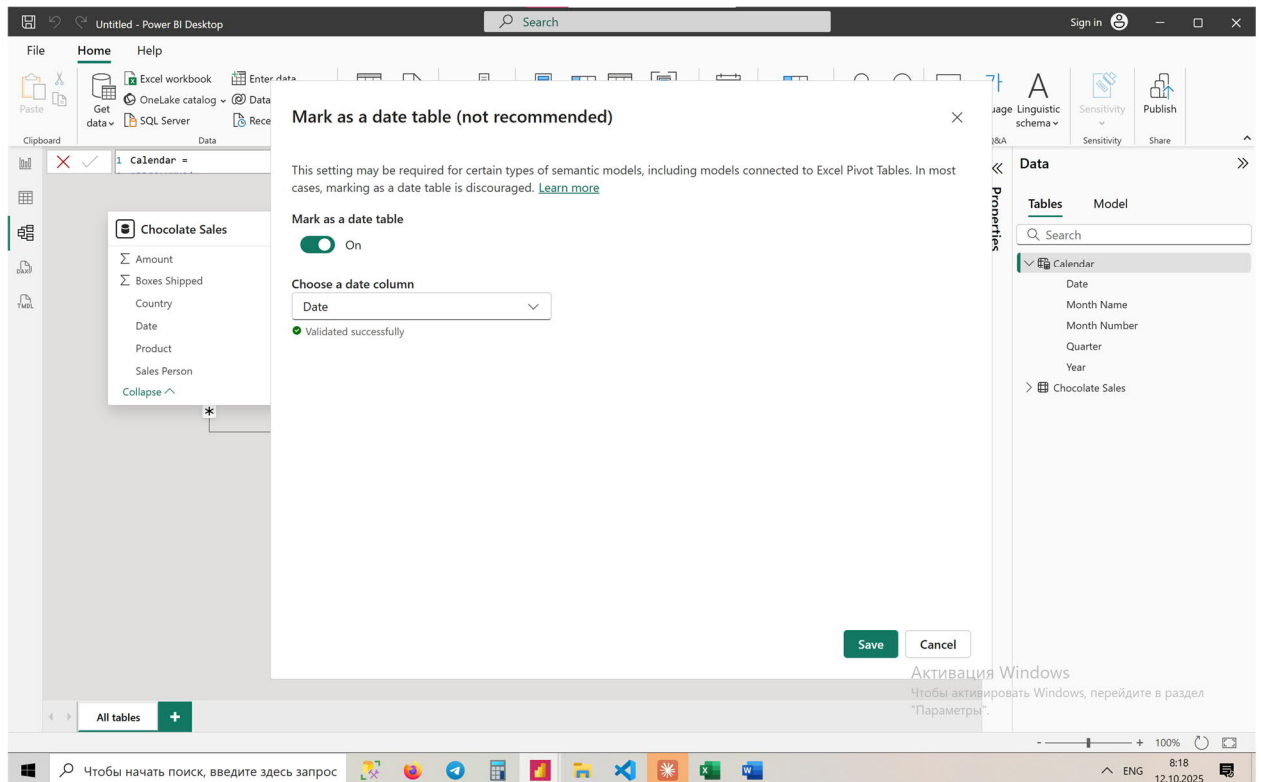 Untitled - Power BI Desktop
Search
Sign in
File Home Help
Paste
Clipboard
Get data
Excel workbook
OneLake catalog
SQL Server
Enter data
Data
Rece
Data
uage
Q&A
Linguistic schema
Sensitivity
Sensitivity
Publish
Share
1 Calendar =
Mark as a date table (not recommended)
This setting may be required for certain types of semantic models, including models connected to Excel Pivot Tables. In most
cases, marking as a date table is discouraged. Learn more
Mark as a date table
On
Choose a date column
Date
Validated successfully
Save Cancel
DAX
TMDL
Chocolate Sales
Σ Amount
Σ Boxes Shipped
Country
Date
Product
Sales Person
Collapse
*
Properties
Data
Tables Model
Search
Calendar
Date
Month Name
Month Number
Quarter
Year
Chocolate Sales
Активация Windows
Чтобы активировать Windows, перейдите в раздел
"Параметры".
All tables +
- + 100%
Чтобы начать поиск, введите здесь запрос
ENG
8:18
12.10.2025